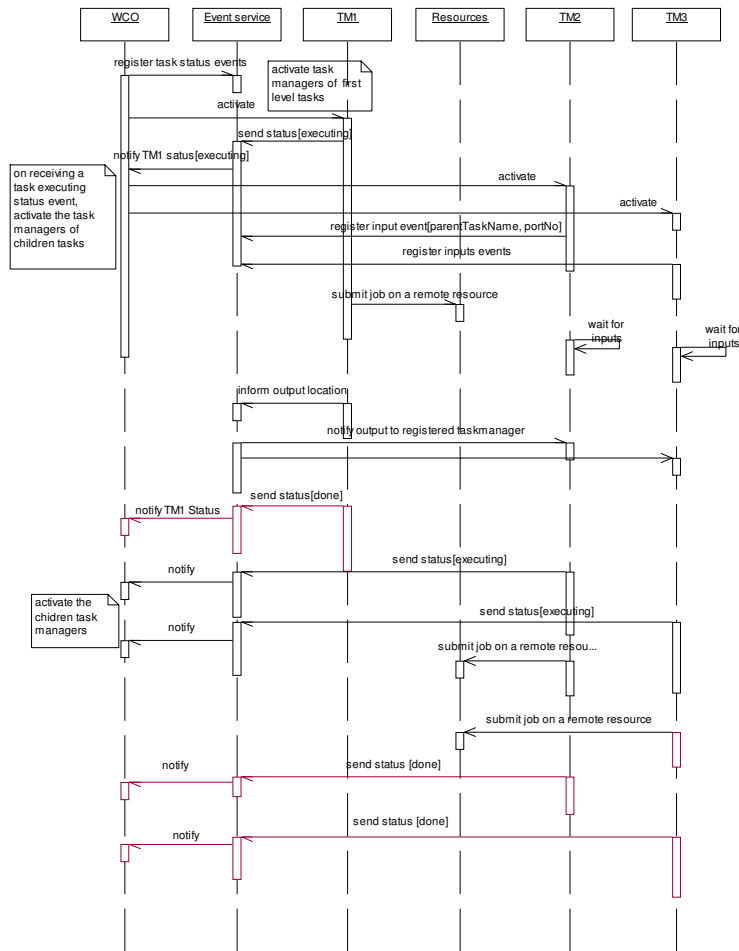 WCO
Event service
TM1
Resources
TM2
TM3
register task status events
activate task
managers of first
level tasks
activate
send status[executing]
notify TM1 satus[executing]
on receiving a
task executing
status event,
activate the task
managers of
children tasks
activate
activate
register input event[parentTaskName, portNo]
register inputs events
submit job on a remote resource
wait for
inputs
wait for
inputs
inform output location
notify output to registered taskmanager
send status[done]
notify TM1 Status
send status[executing]
notify
activate the
chidren task
managers
send status[executing]
notify
submit job on a remote resou...
submit job on a remote resource
send status [done]
notify
send status [done]
notify